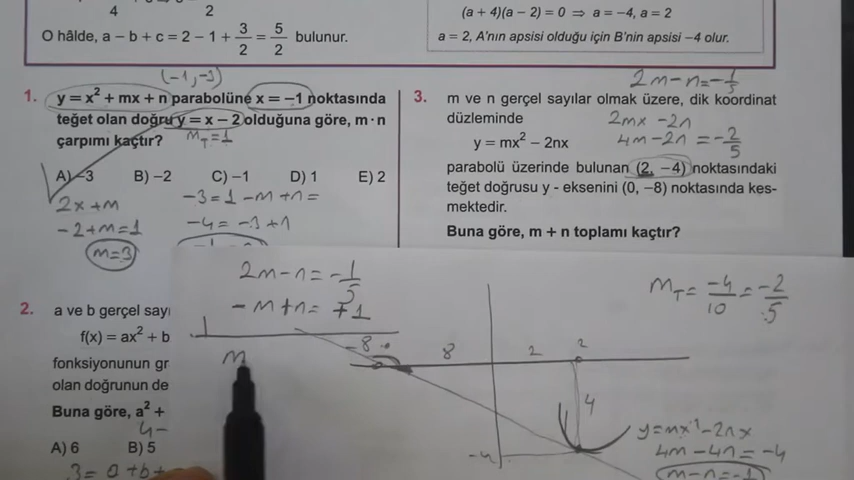 4 2
O hâlde, a – b + c = 2 – 1 + 3/2 = 5/2 bulunur.
(a + 4)(a – 2) = 0 ⇒ a = –4, a = 2
a = 2, A'nın apsisi olduğu için B'nin apsisi –4 olur.
(-1,-3)
1. y = x² + mx + n parabolüne x = –1 noktasında
teğet olan doğru y = x – 2 olduğuna göre, m·n
çarpımı kaçtır?
m_T=1
A) –3 B) –2 C) –1 D) 1 E) 2
2x+m
-2+m=1
m=3
-3=1-m+n=
-4=-3+n
2. a ve b gerçel sayı
f(x) = ax² + b
fonksiyonunun gr
olan doğrunun de
Buna göre, a² +
4-
A) 6 B) 5
3=a+b+
2m-n=-1/5
3. m ve n gerçel sayılar olmak üzere, dik koordinat
düzleminde
2mx-2n
y = mx² – 2nx
4m-2n=-2/5
parabolü üzerinde bulunan (2, –4) noktasındaki
teğet doğrusu y - eksenini (0, –8) noktasında kes-
mektedir.
Buna göre, m + n toplamı kaçtır?
2m-n=-1/5
-m+n=+1
m
-8 8 2 2
4
-4
m_T=-4/10=-2/5
y=mx²-2nx
4m-4n=-4
m-n=-1